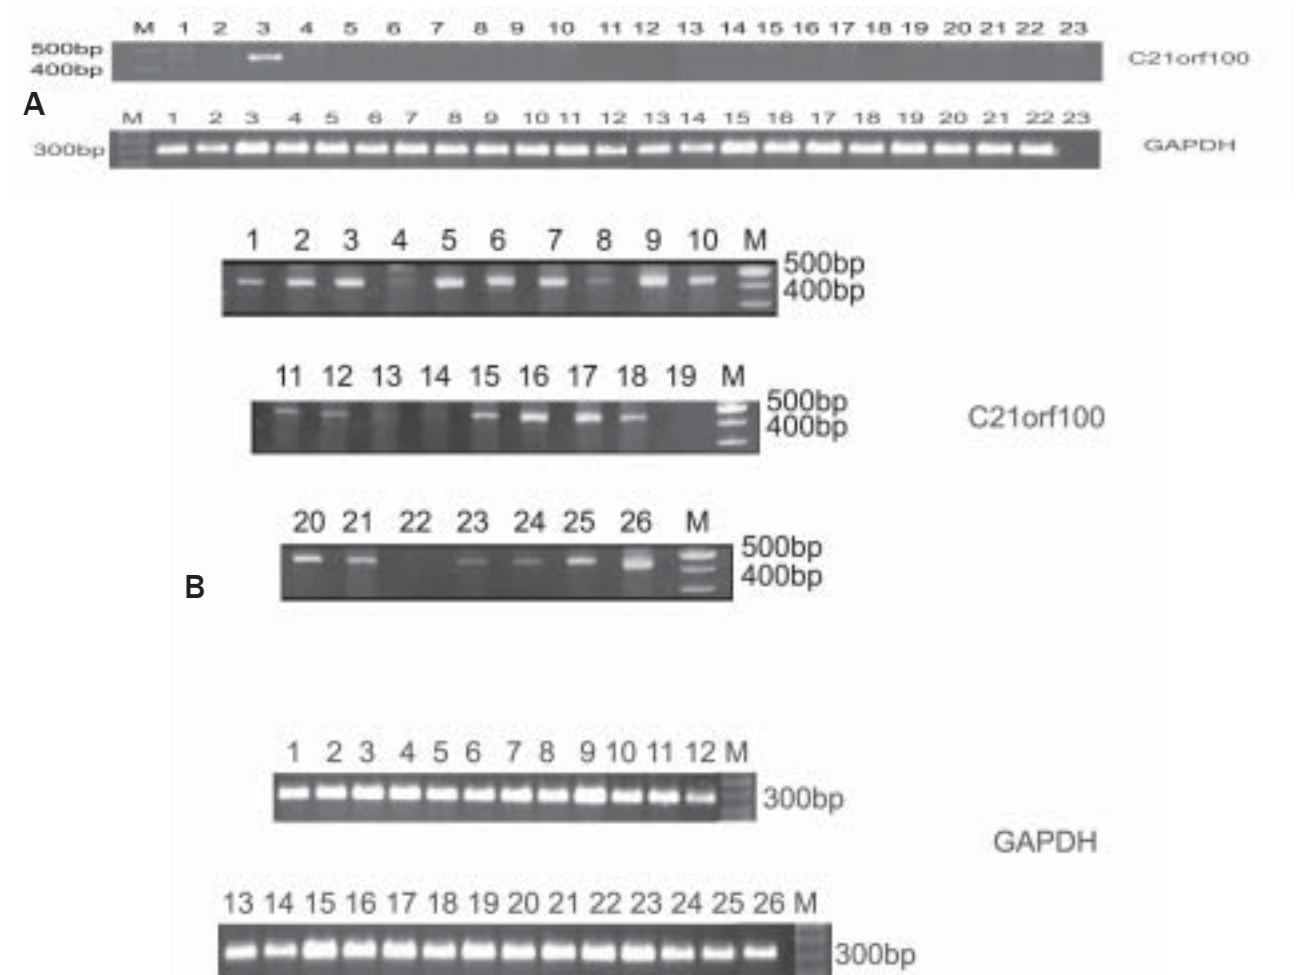 M 1 2 3 4 5 6 7 8 9 10 11 12 13 14 15 16 17 18 19 20 21 22 23
500bp
400bp
C21orf100
A
M 1 2 3 4 5 6 7 8 9 10 11 12 13 14 15 16 17 18 19 20 21 22 23
300bp
GAPDH
1 2 3 4 5 6 7 8 9 10 M
500bp
400bp
11 12 13 14 15 16 17 18 19 M
500bp
400bp
C21orf100
20 21 22 23 24 25 26 M
500bp
400bp
B
1 2 3 4 5 6 7 8 9 10 11 12 M
300bp
GAPDH
13 14 15 16 17 18 19 20 21 22 23 24 25 26 M
300bp